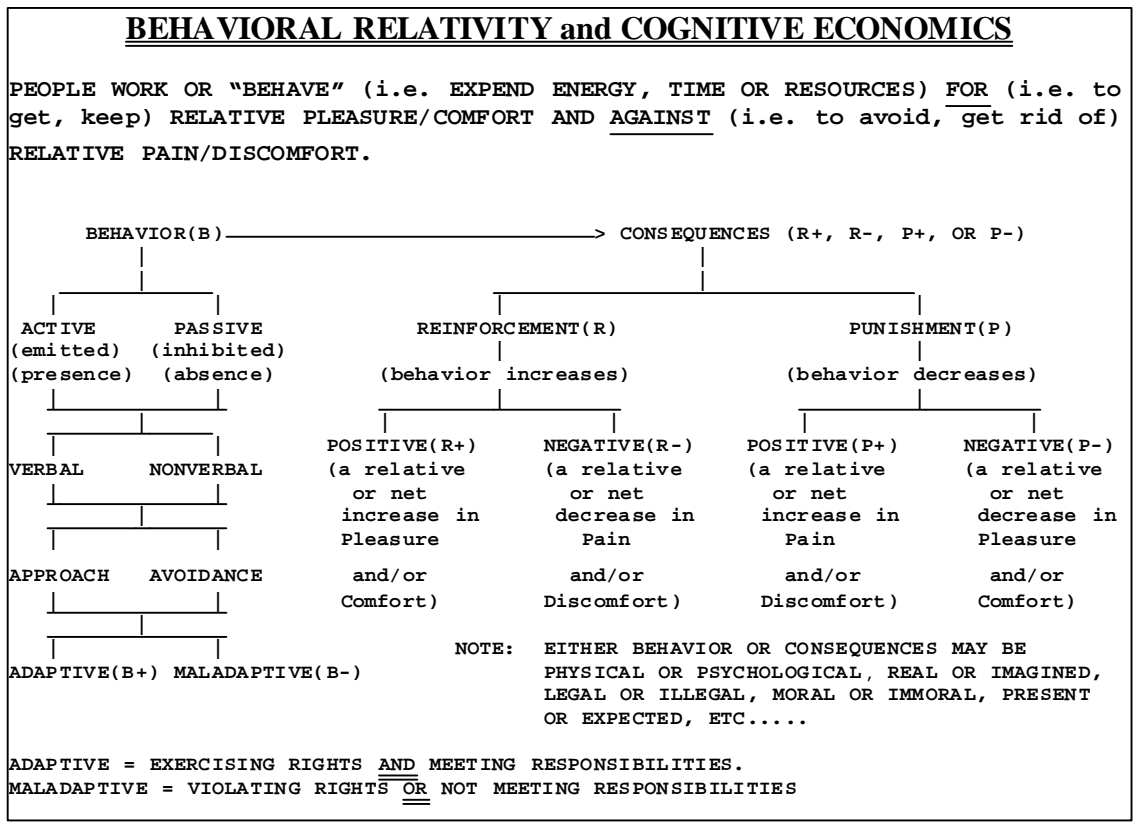 BEHAVIORAL RELATIVITY and COGNITIVE ECONOMICS
PEOPLE WORK OR “BEHAVE” (i.e. EXPEND ENERGY, TIME OR RESOURCES) FOR (i.e. to
get, keep) RELATIVE PLEASURE/COMFORT AND AGAINST (i.e. to avoid, get rid of)
RELATIVE PAIN/DISCOMFORT.
BEHAVIOR(B) > CONSEQUENCES (R+, R-, P+, OR P-)
ACTIVE PASSIVE REINFORCEMENT(R) PUNISHMENT(P)
(emitted) (inhibited)
(presence) (absence) (behavior increases) (behavior decreases)
POSITIVE(R+) NEGATIVE(R-) POSITIVE(P+) NEGATIVE(P-)
VERBAL NONVERBAL (a relative (a relative (a relative (a relative
or net or net or net or net
increase in decrease in increase in decrease in
Pleasure Pain Pain Pleasure
APPROACH AVOIDANCE and/or and/or and/or and/or
Comfort) Discomfort) Discomfort) Comfort)
NOTE: EITHER BEHAVIOR OR CONSEQUENCES MAY BE
ADAPTIVE(B+) MALADAPTIVE(B-) PHYSICAL OR PSYCHOLOGICAL, REAL OR IMAGINED,
LEGAL OR ILLEGAL, MORAL OR IMMORAL, PRESENT
OR EXPECTED, ETC.....
ADAPTIVE = EXERCISING RIGHTS AND MEETING RESPONSIBILITIES.
MALADAPTIVE = VIOLATING RIGHTS OR NOT MEETING RESPONSIBILITIES